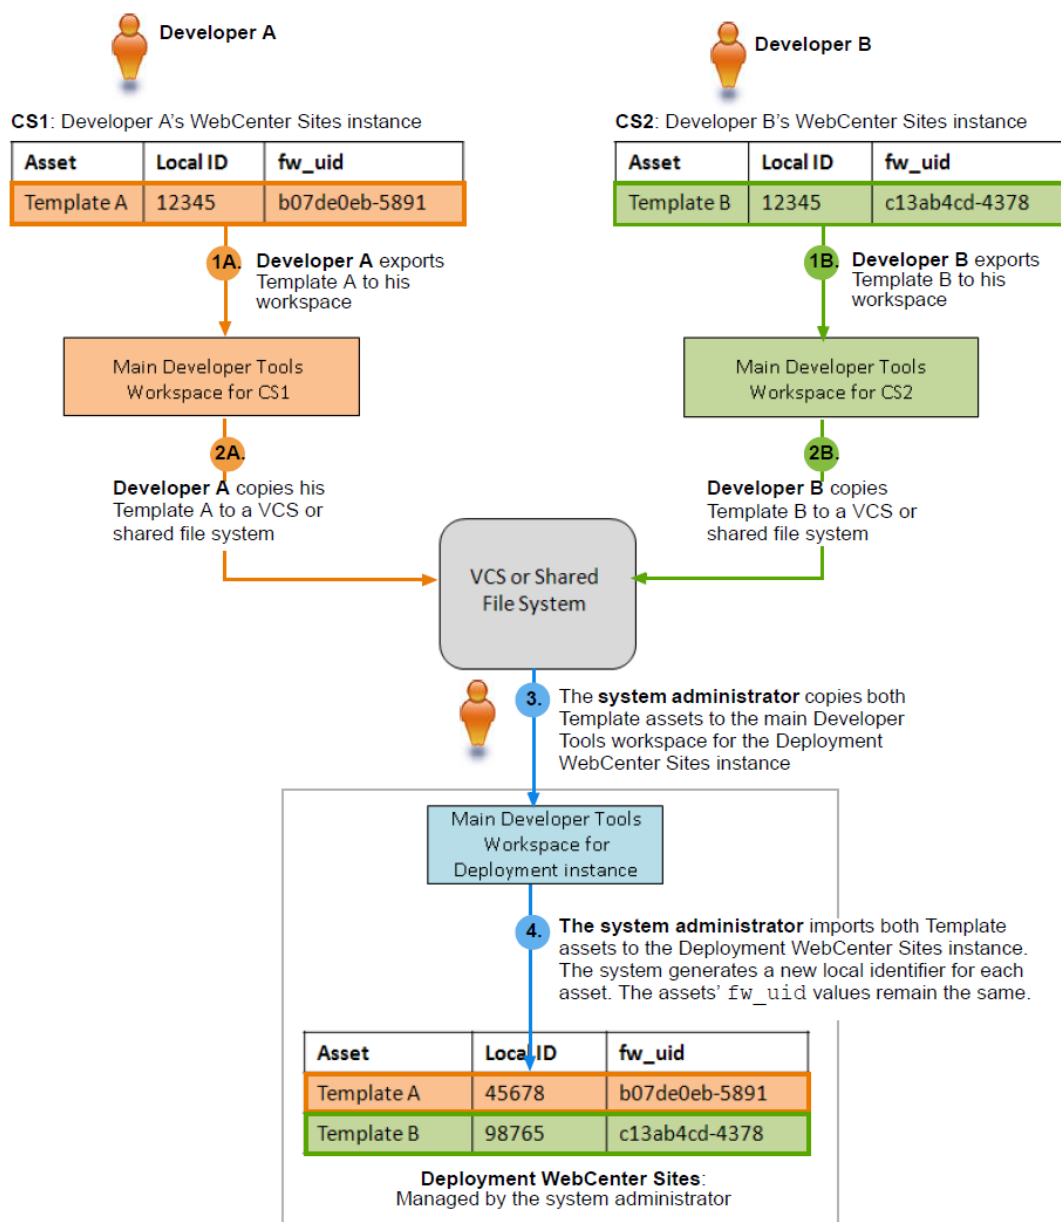 Developer A
CS1: Developer A's WebCenter Sites instance
Asset Local ID fw_uid
Template A 12345 b07de0eb-5891
1A.
Developer A exports
Template A to his
workspace
Main Developer Tools
Workspace for CS1
2A.
Developer A copies his
Template A to a VCS or
shared file system
Developer B
CS2: Developer B's WebCenter Sites instance
Asset Local ID fw_uid
Template B 12345 c13ab4cd-4378
1B.
Developer B exports
Template B to his
workspace
Main Developer Tools
Workspace for CS2
2B.
Developer B copies
Template B to a VCS or
shared file system
VCS or Shared
File System
3.
The system administrator copies both
Template assets to the main Developer
Tools workspace for the Deployment
WebCenter Sites instance
Main Developer Tools
Workspace for
Deployment instance
4.
The system administrator imports both Template
assets to the Deployment WebCenter Sites instance.
The system generates a new local identifier for each
asset. The assets' fw_uid values remain the same.
Asset Local ID fw_uid
Template A 45678 b07de0eb-5891
Template B 98765 c13ab4cd-4378
Deployment WebCenter Sites:
Managed by the system administrator